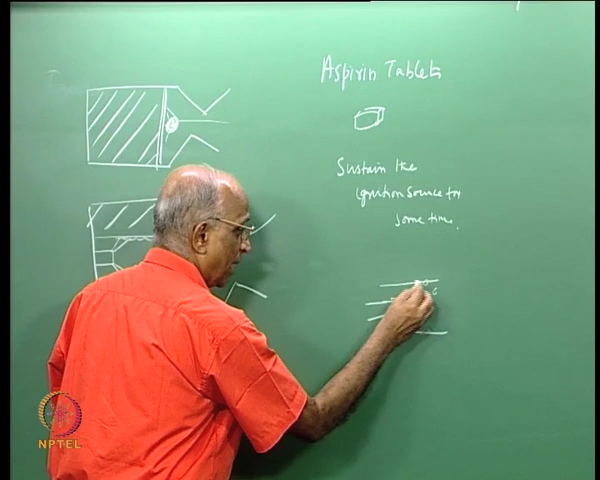 Aspirin Tablets
Sustain the
ignition source for
some time.
NPTEL